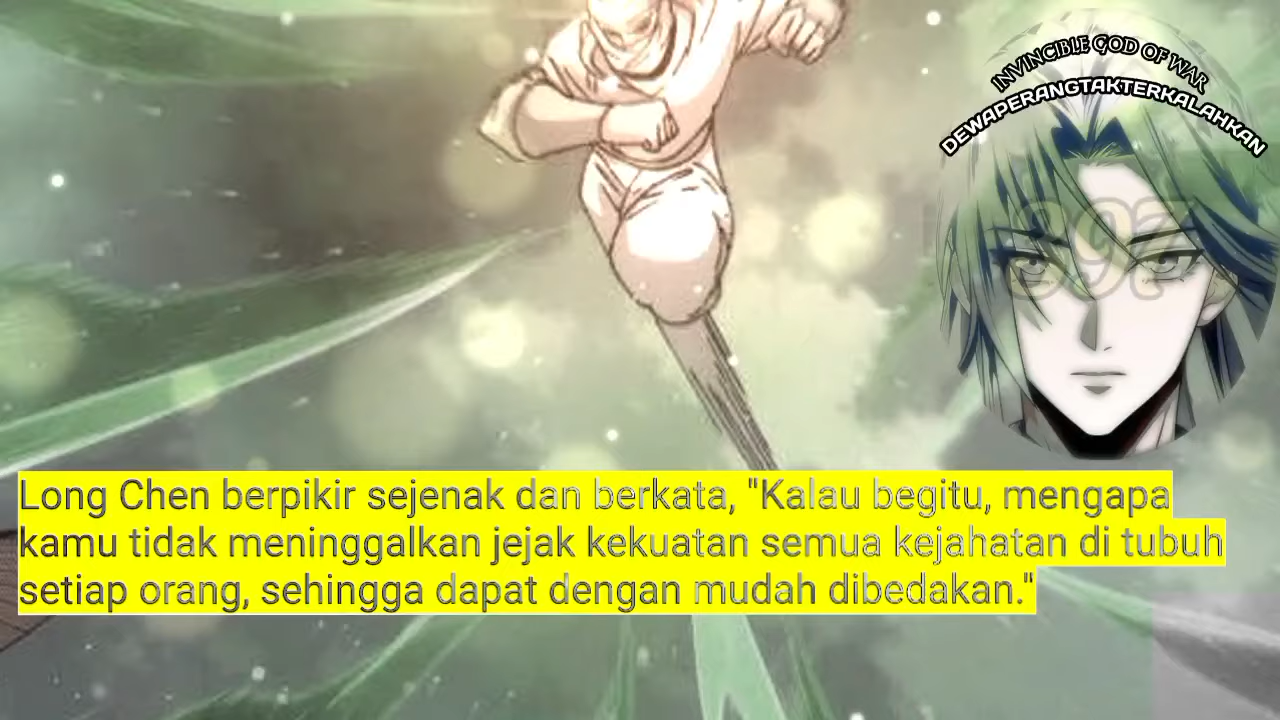 INVINCIBLE GOD OF WAR
DEWAPERANGTAKTERKALAHKAN
897
Long Chen berpikir sejenak dan berkata, "Kalau begitu, mengapa
kamu tidak meninggalkan jejak kekuatan semua kejahatan di tubuh
setiap orang, sehingga dapat dengan mudah dibedakan."